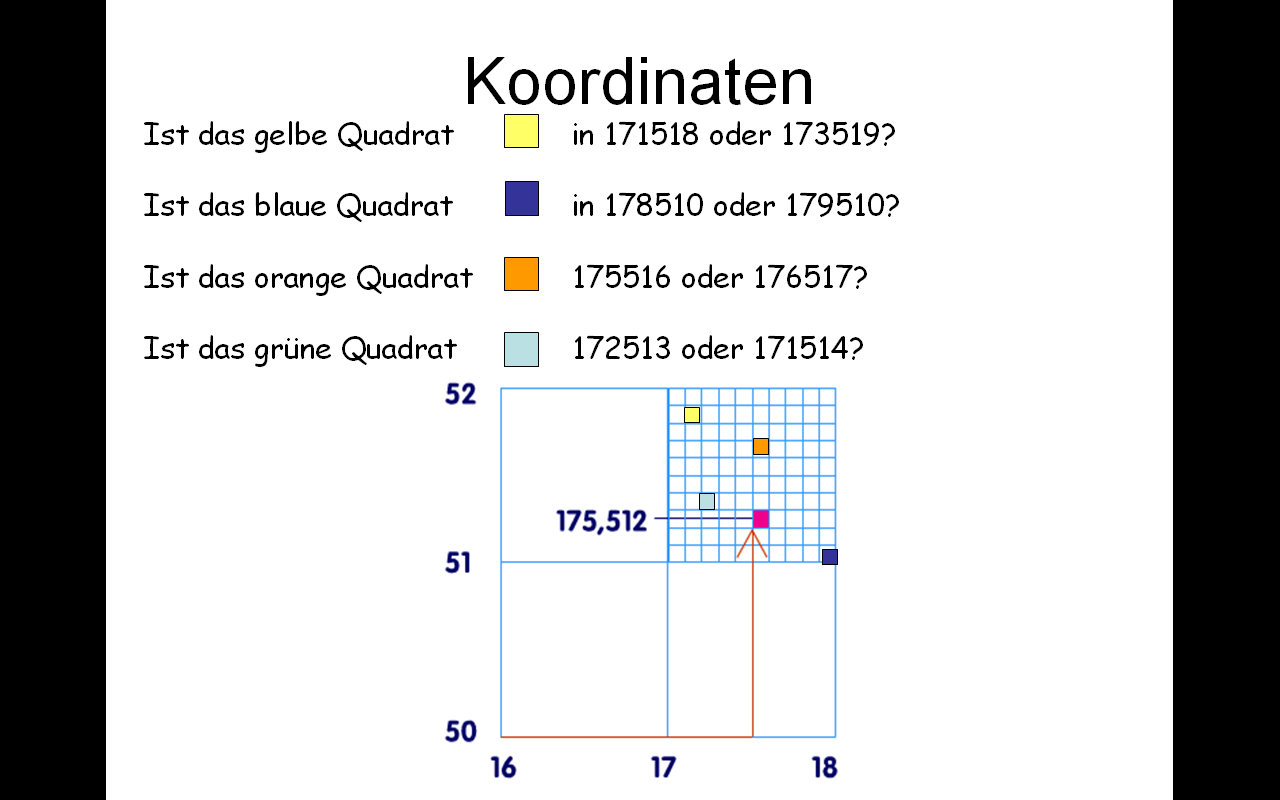 Koordinaten
Ist das gelbe Quadrat in 171518 oder 173519?
Ist das blaue Quadrat in 178510 oder 179510?
Ist das orange Quadrat 175516 oder 176517?
Ist das grüne Quadrat 172513 oder 171514?
52
175,512
51
50
16 17 18